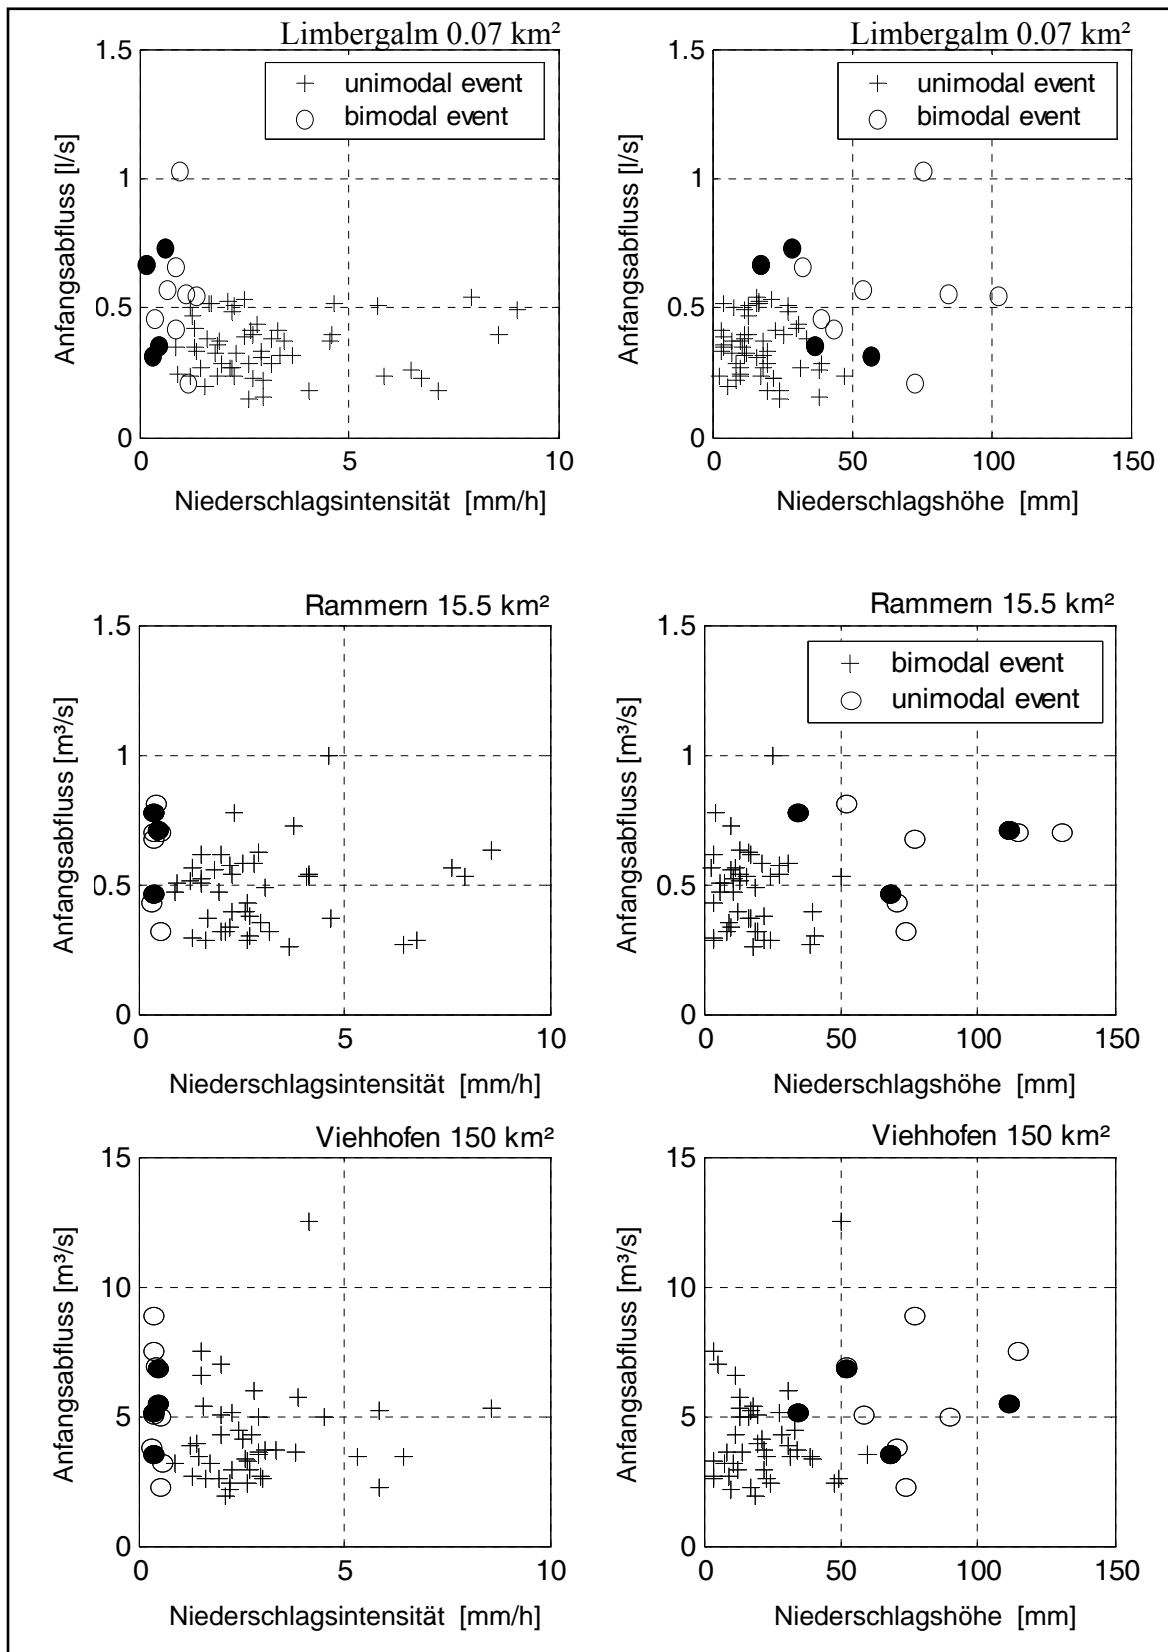 Limbergalm 0.07 km²
1.5
1
0.5
0
Anfangsabfluss [l/s]
unimodal event
bimodal event
0 5 10
Niederschlagsintensität [mm/h]
Limbergalm 0.07 km²
1.5
1
0.5
0
Anfangsabfluss [l/s]
unimodal event
bimodal event
0 50 100 150
Niederschlagshöhe [mm]
Rammern 15.5 km²
1.5
1
0.5
0
Anfangsabfluss [m³/s]
0 5 10
Niederschlagsintensität [mm/h]
Rammern 15.5 km²
1.5
1
0.5
0
Anfangsabfluss [m³/s]
bimodal event
unimodal event
0 50 100 150
Niederschlagshöhe [mm]
Viehhofen 150 km²
15
10
5
0
Anfangsabfluss [m³/s]
0 5 10
Niederschlagsintensität [mm/h]
Viehhofen 150 km²
15
10
5
0
Anfangsabfluss [m³/s]
0 50 100 150
Niederschlagshöhe [mm]